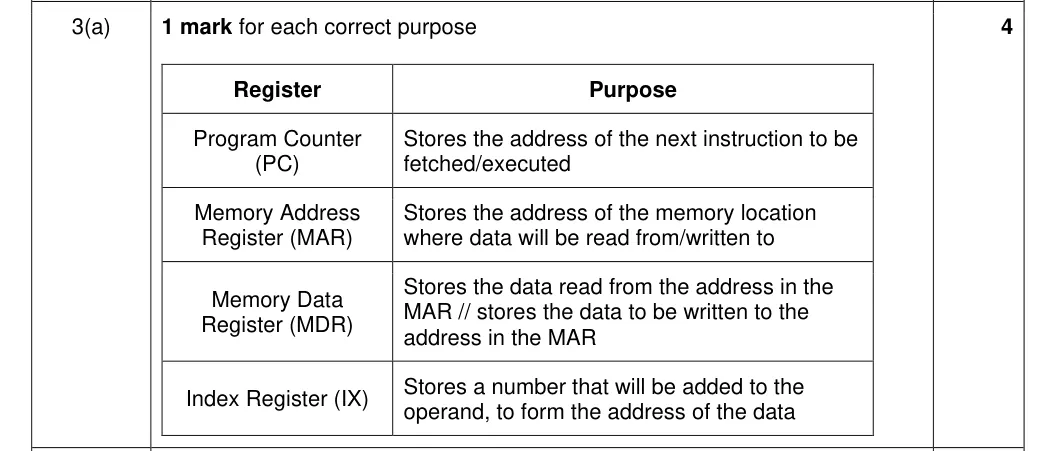 3(a)
1 mark for each correct purpose
4
Register
Purpose
Program Counter
(PC)
Stores the address of the next instruction to be
fetched/executed
Memory Address
Register (MAR)
Stores the address of the memory location
where data will be read from/written to
Memory Data
Register (MDR)
Stores the data read from the address in the
MAR // stores the data to be written to the
address in the MAR
Index Register (IX)
Stores a number that will be added to the
operand, to form the address of the data